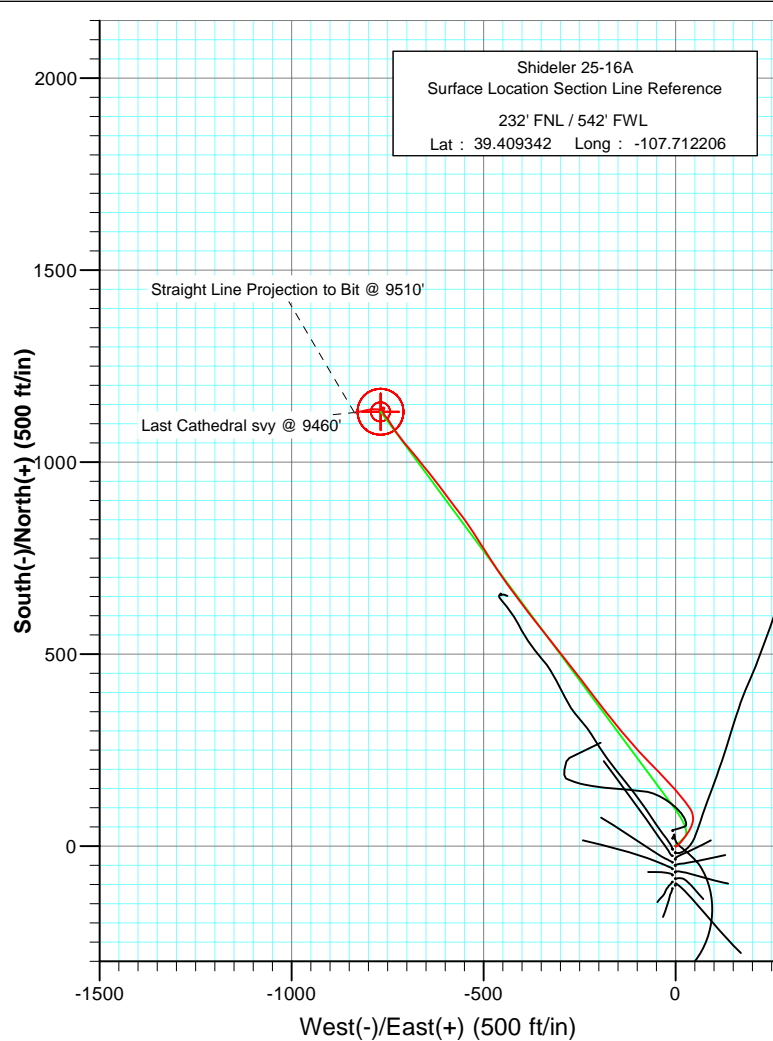 Shideler 25-16A
Surface Location Section Line Reference
232' FNL / 542' FWL
Lat : 39.409342 Long : -107.712206
2000
1500
1000
500
0
South(-)/North(+) (500 ft/in)
Straight Line Projection to Bit @ 9510'
Last Cathedral svy @ 9460'
-1500
-1000
-500
0
West(-)/East(+) (500 ft/in)